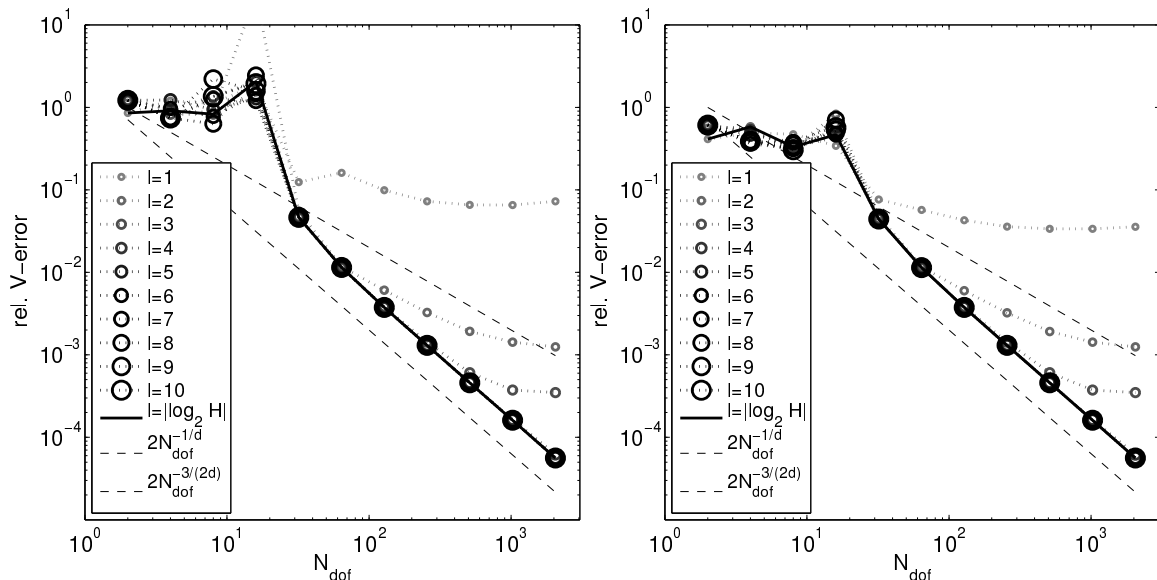 10^1
10^0
10^-1
10^-2
10^-3
10^-4
rel. V-error
l=1
l=2
l=3
l=4
l=5
l=6
l=7
l=8
l=9
l=10
l=|log_2 H|
2N_dof^-1/d
2N_dof^-3/(2d)
10^0 10^1 10^2 10^3
N_dof
10^1
10^0
10^-1
10^-2
10^-3
10^-4
rel. V-error
l=1
l=2
l=3
l=4
l=5
l=6
l=7
l=8
l=9
l=10
l=|log_2 H|
2N_dof^-1/d
2N_dof^-3/(2d)
10^0 10^1 10^2 10^3
N_dof